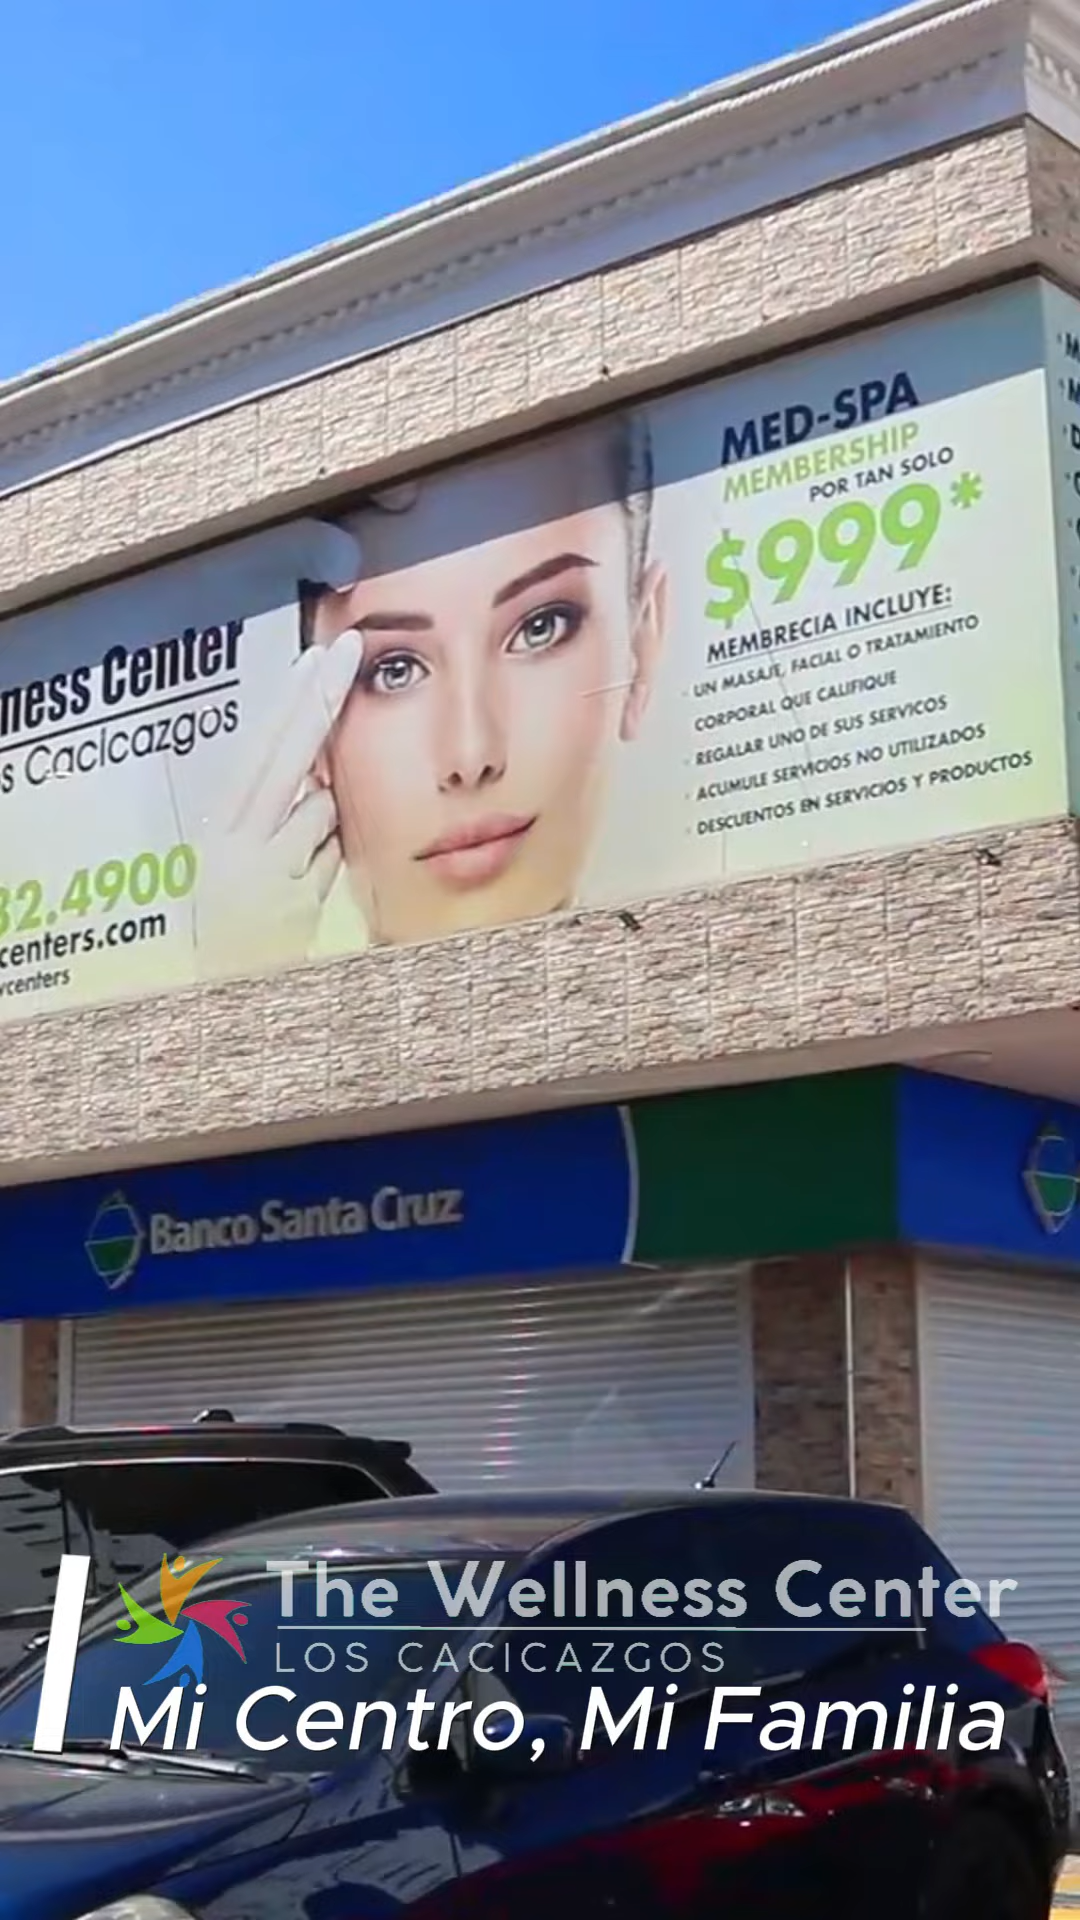 MED-SPA
MEMBERSHIP
POR TAN SOLO
$999*
MEMBRECIA INCLUYE:
· UN MASAJE, FACIAL O TRATAMIENTO
CORPORAL QUE CALIFIQUE
· REGALAR UNO DE SUS SERVICOS
· ACUMULE SERVICIOS NO UTILIZADOS
· DESCUENTOS EN SERVICIOS Y PRODUCTOS
Center
Cacicazgos
32.4900
centers.com
Banco Santa Cruz
The Wellness Center
LOS CACICAZGOS
Mi Centro, Mi Familia